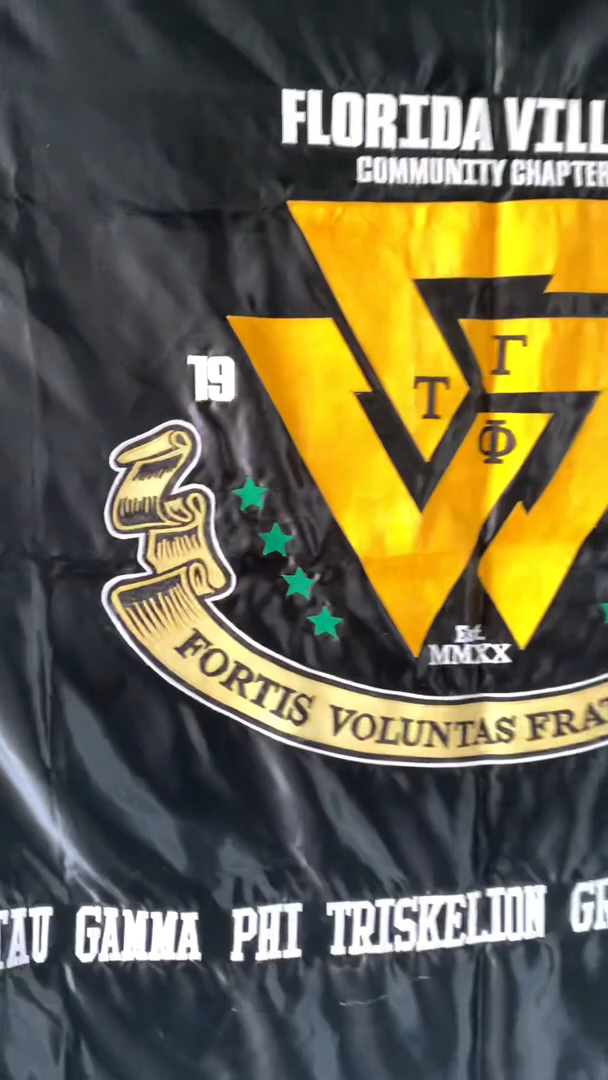 FLORIDA VILL
COMMUNITY CHAPTER
19
Γ
Τ
Φ
Est.
MMXX
FORTIS VOLUNTAS FRAT
TAU GAMMA PHI TRISKELION GR